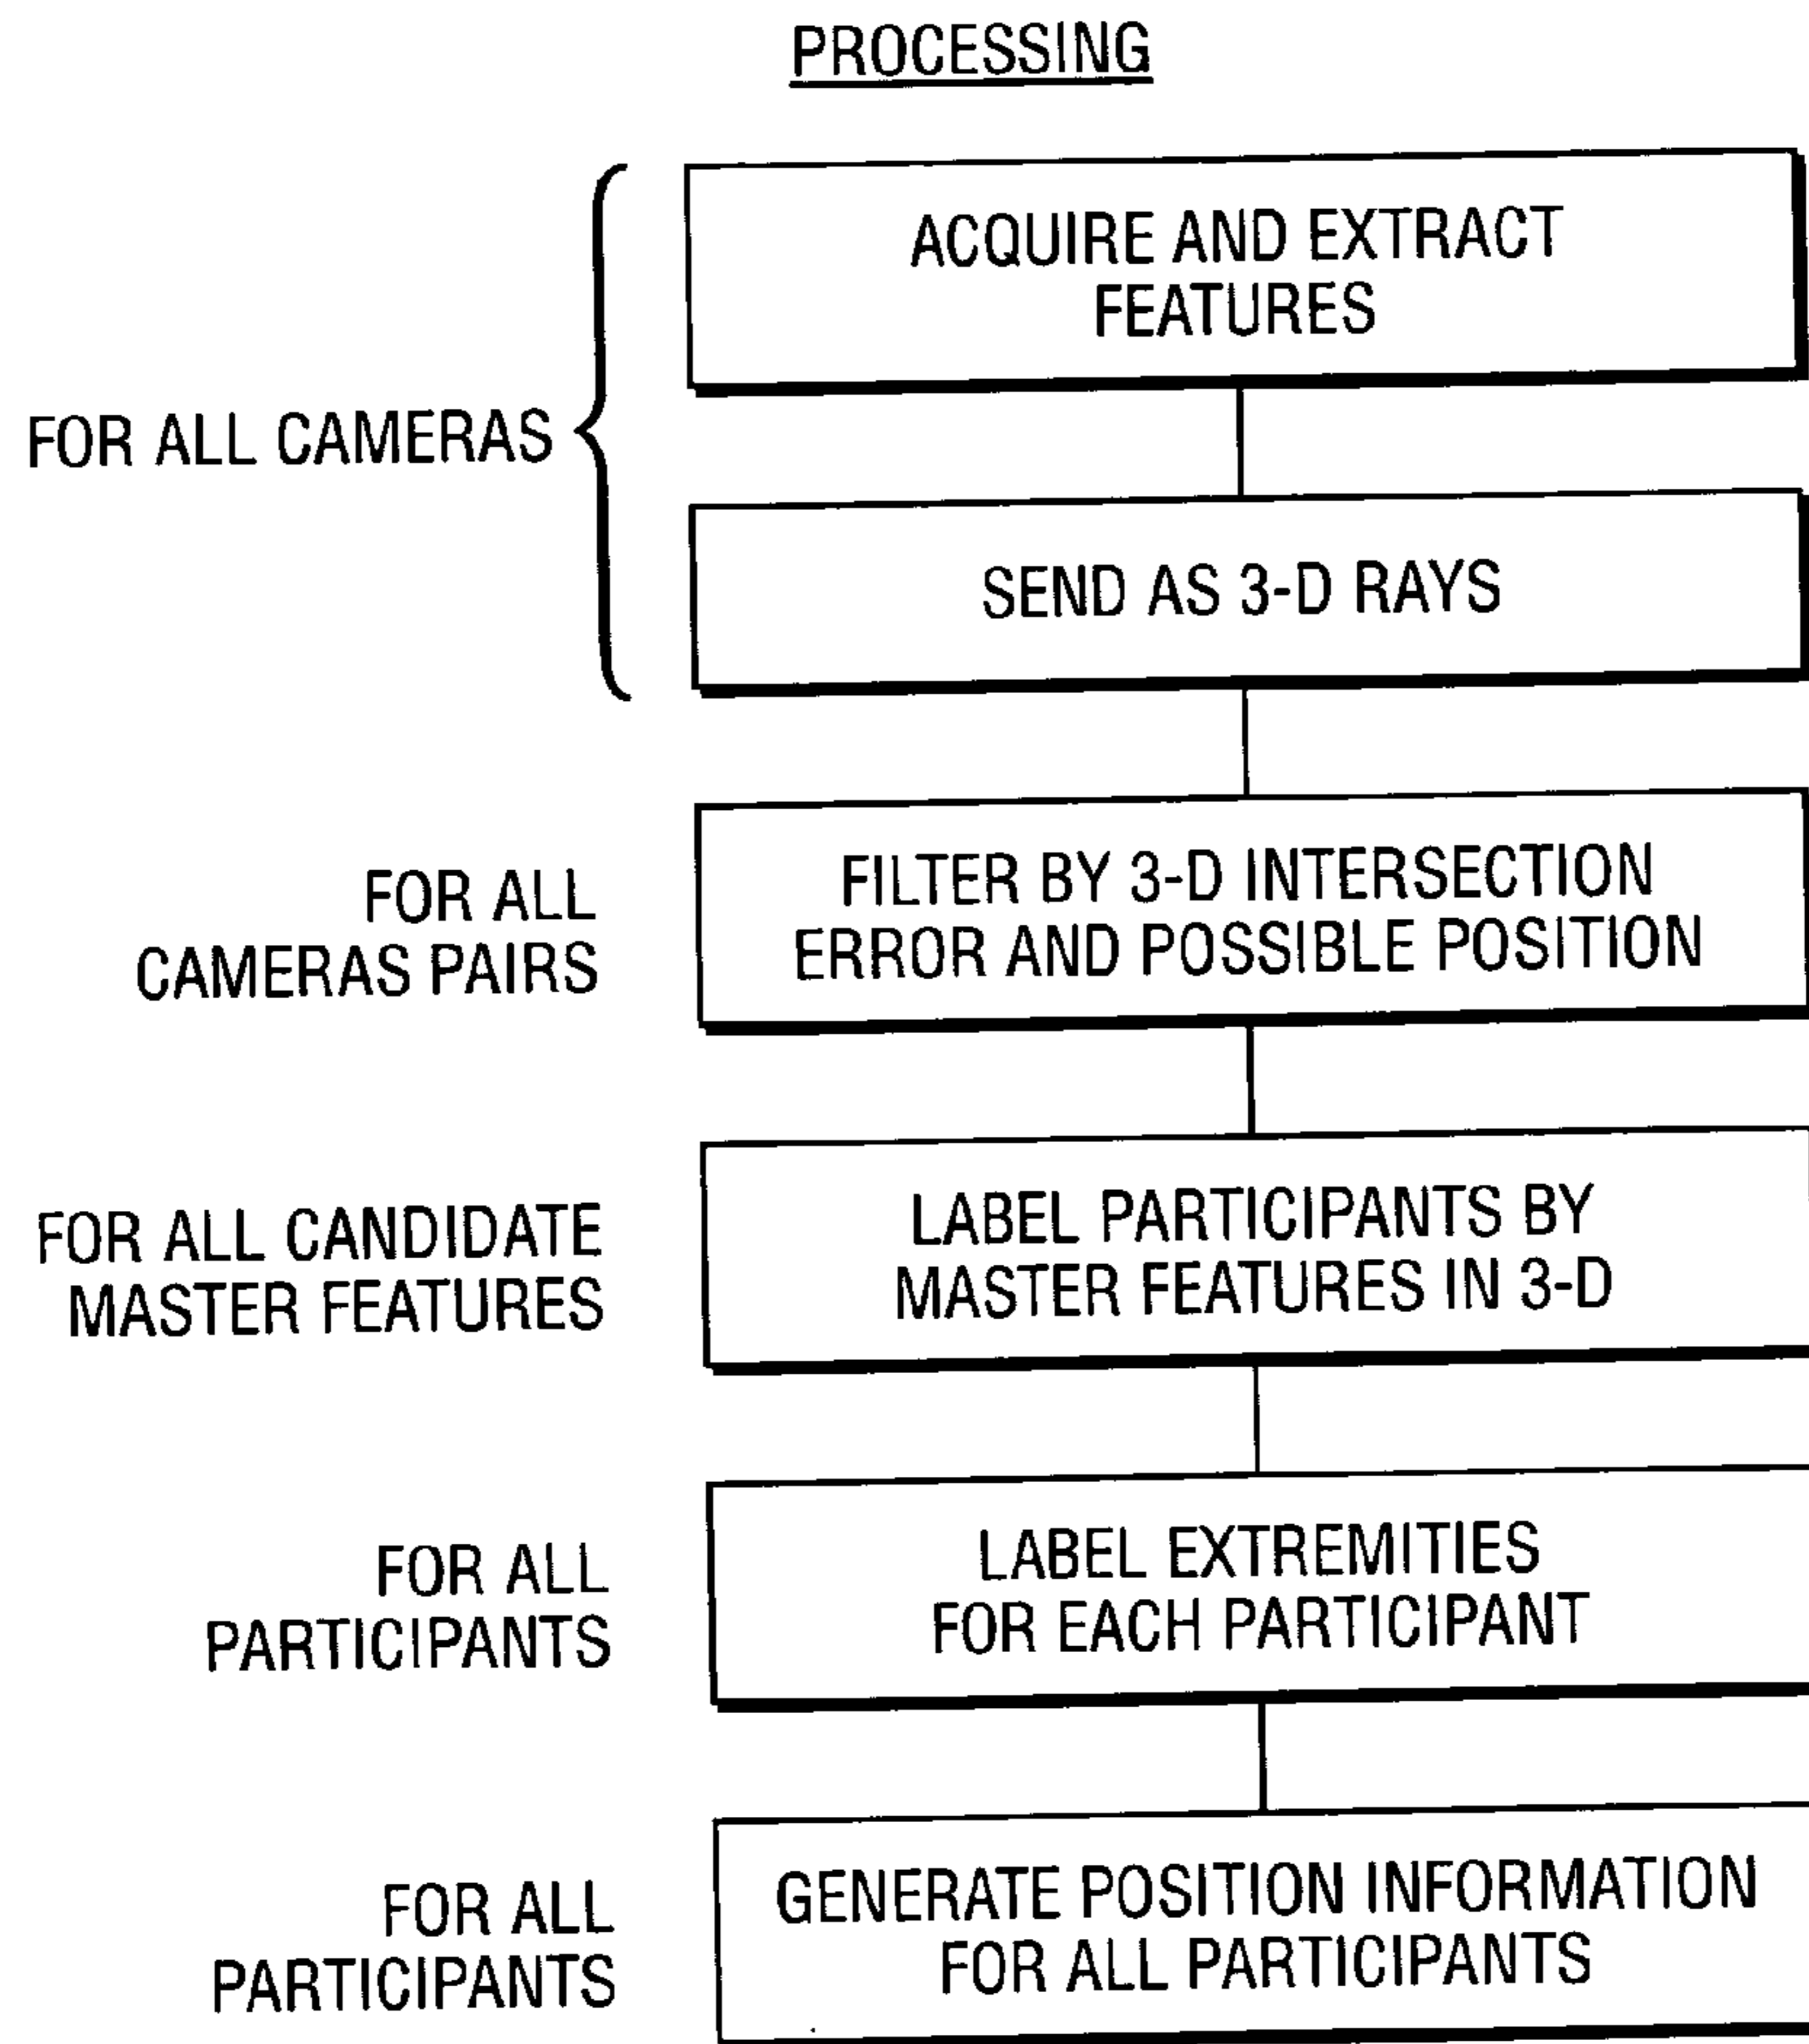 PROCESSING
ACQUIRE AND EXTRACT
FEATURES
FOR ALL CAMERAS
SEND AS 3-D RAYS
FOR ALL
CAMERAS PAIRS
FILTER BY 3-D INTERSECTION
ERROR AND POSSIBLE POSITION
FOR ALL CANDIDATE
MASTER FEATURES
LABEL PARTICIPANTS BY
MASTER FEATURES IN 3-D
FOR ALL
PARTICIPANTS
LABEL EXTREMITIES
FOR EACH PARTICIPANT
FOR ALL
PARTICIPANTS
GENERATE POSITION INFORMATION
FOR ALL PARTICIPANTS